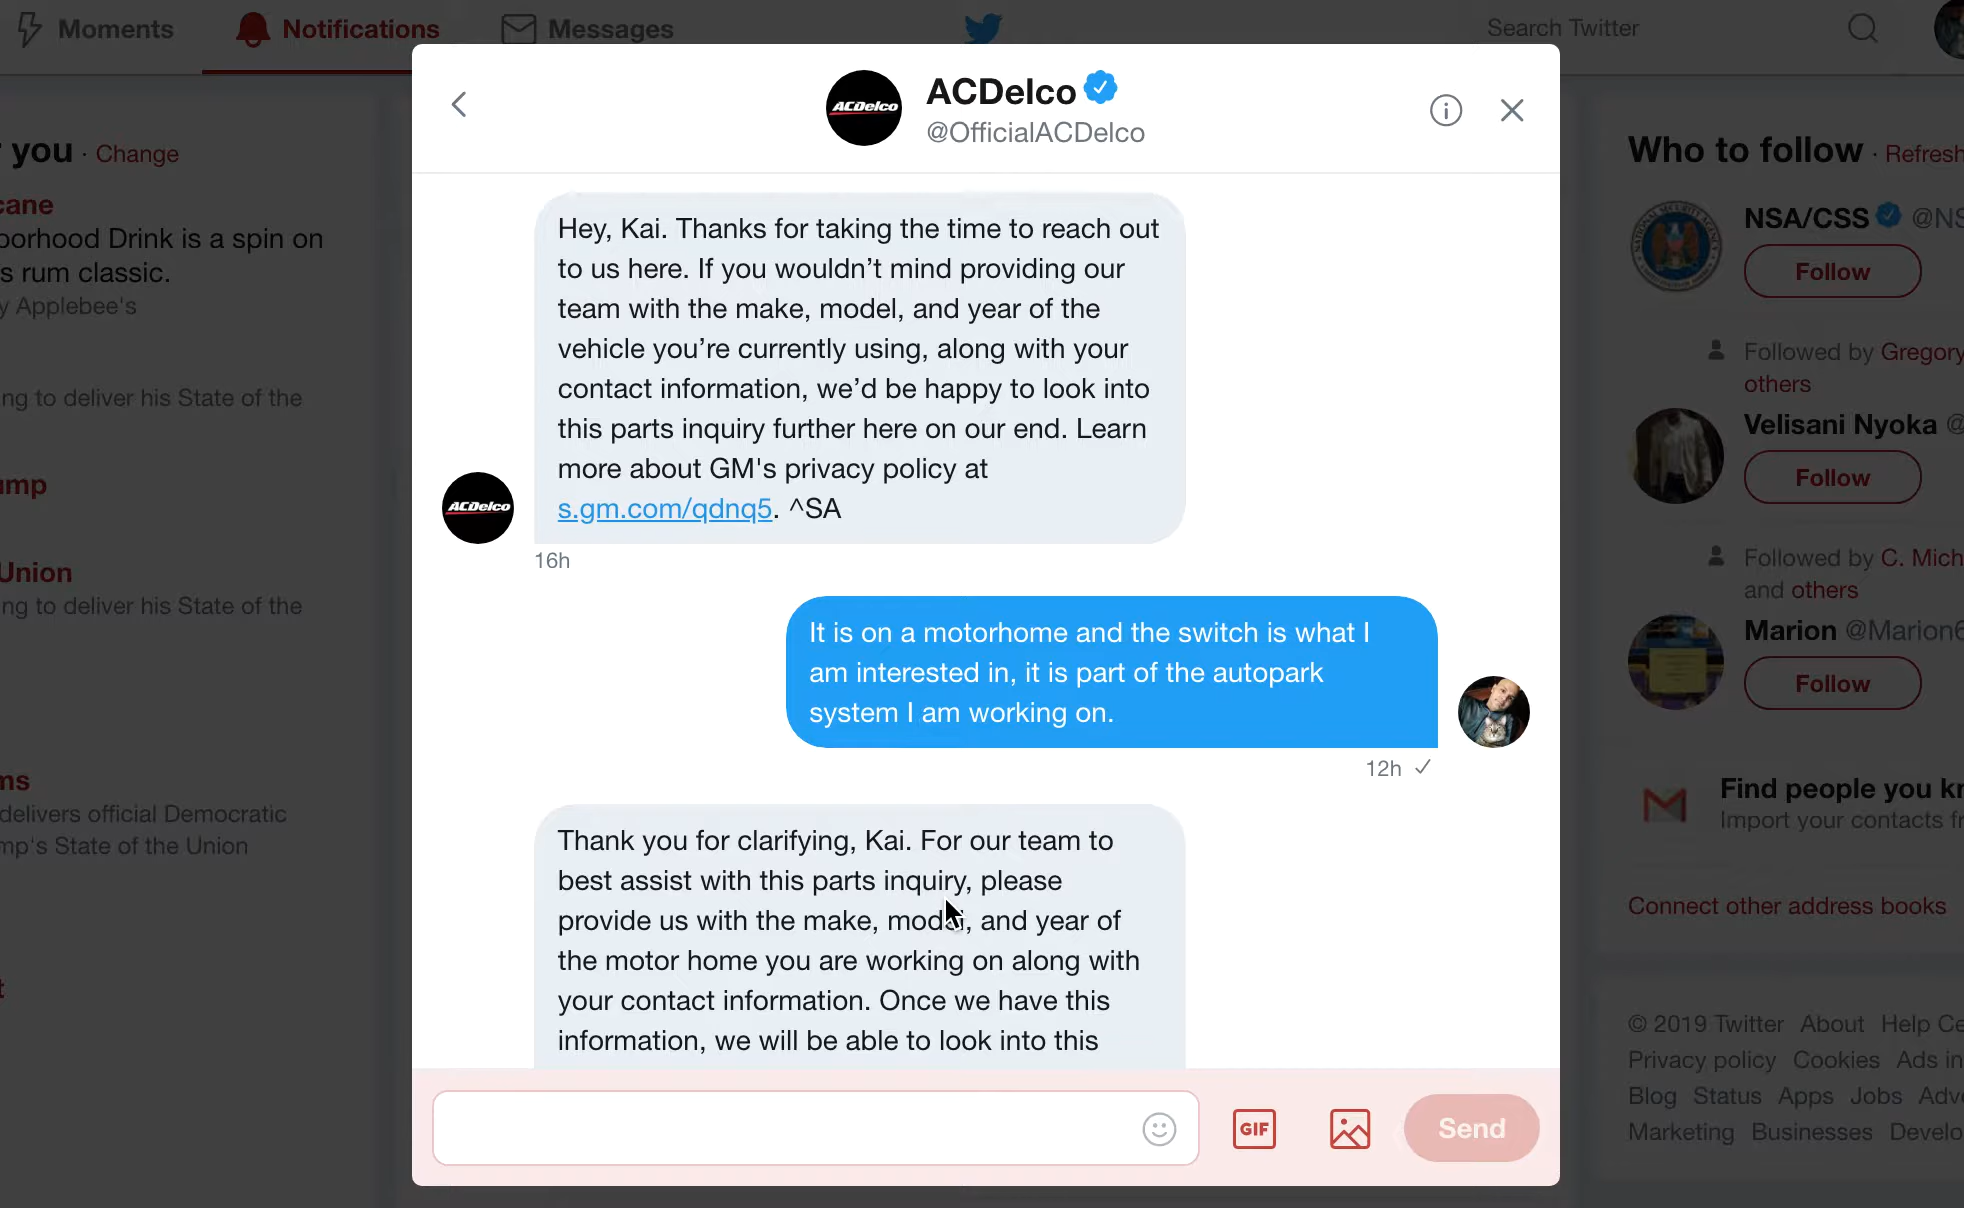 Moments
Notifications
Messages
Search Twitter
you · Change
cane
borhood Drink is a spin on
s rum classic.
y Applebee's
ng to deliver his State of the
ump
Union
ng to deliver his State of the
ms
delivers official Democratic
mp's State of the Union
t
ACDelco
ACDelco
@OfficialACDelco
Hey, Kai. Thanks for taking the time to reach out
to us here. If you wouldn’t mind providing our
team with the make, model, and year of the
vehicle you’re currently using, along with your
contact information, we’d be happy to look into
this parts inquiry further here on our end. Learn
more about GM's privacy policy at
s.gm.com/qdnq5. ^SA
ACDelco
16h
It is on a motorhome and the switch is what I
am interested in, it is part of the autopark
system I am working on.
12h
Thank you for clarifying, Kai. For our team to
best assist with this parts inquiry, please
provide us with the make, model, and year of
the motor home you are working on along with
your contact information. Once we have this
information, we will be able to look into this
GIF
Send
Who to follow · Refresh
NSA/CSS @NS
Follow
Followed by Gregory
others
Velisani Nyoka @
Follow
Followed by C. Mich
and others
Marion @Marion6
Follow
Find people you kn
Import your contacts fr
Connect other address books
© 2019 Twitter About Help Ce
Privacy policy Cookies Ads in
Blog Status Apps Jobs Adve
Marketing Businesses Develo